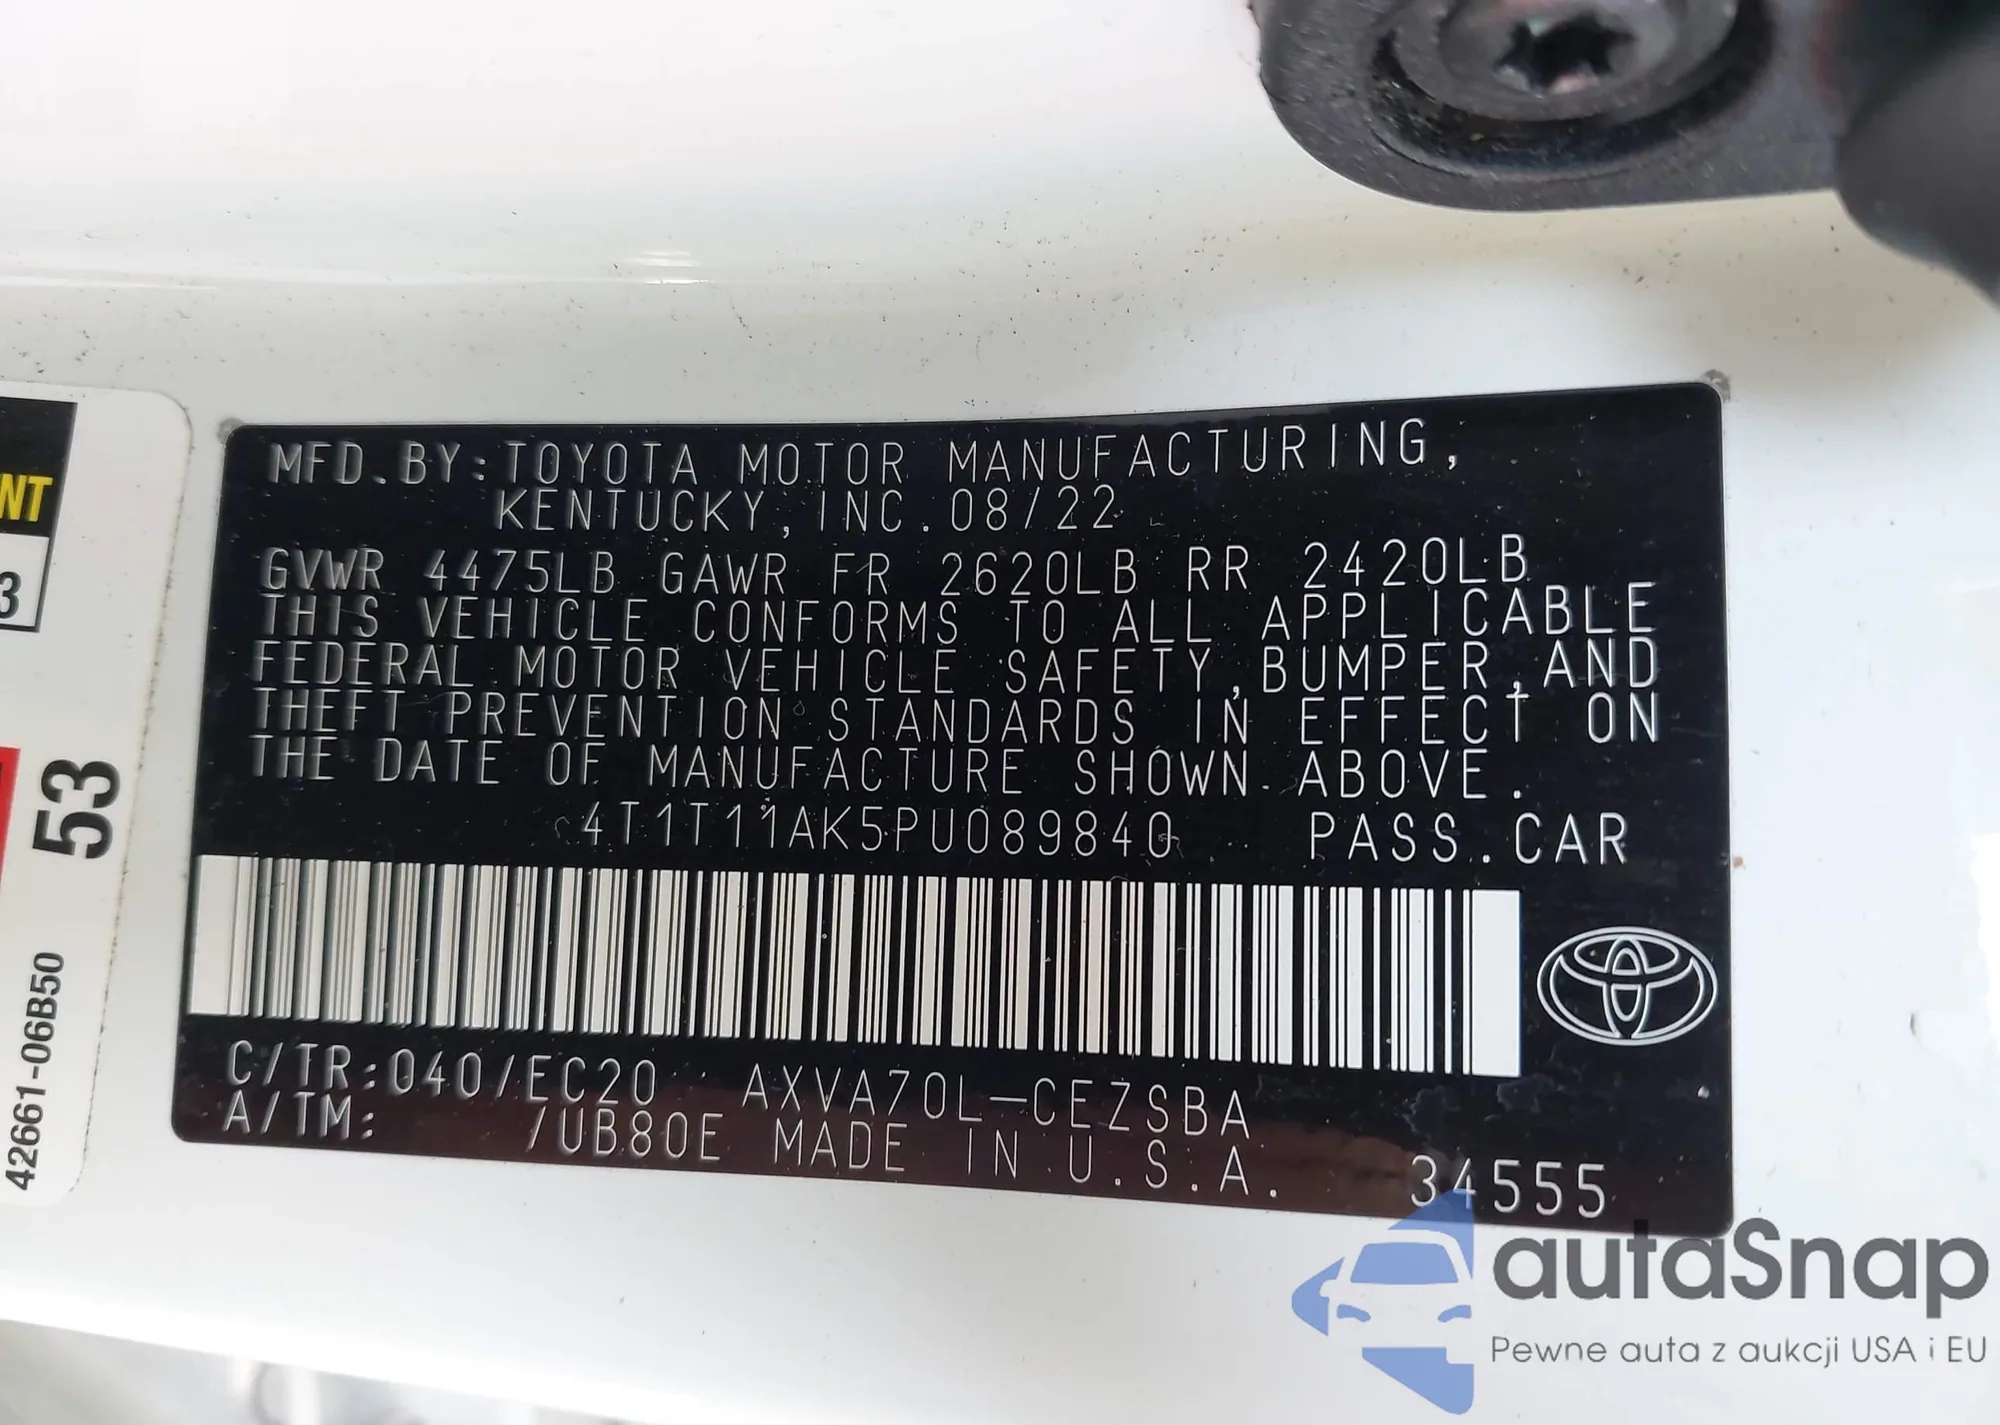 MFD.BY:TOYOTA MOTOR MANUFACTURING,
KENTUCKY, INC. 08/22
GVWR 4475LB GAWR FR 2620LB RR 2420LB
THIS VEHICLE CONFORMS TO ALL APPLICABLE
FEDERAL MOTOR VEHICLE SAFETY, BUMPER, AND
THEFT PREVENTION STANDARDS IN EFFECT ON
THE DATE OF MANUFACTURE SHOWN ABOVE.
4T1T11AK5PU089840 PASS. CAR
C/TR:040/EC20 AXVA70L-CEZSBA
A/TM: /UB80E MADE IN U.S.A.
34555
NT
3
53
42661-06B50
autaSnap
Pewne auta z aukcji USA i EU